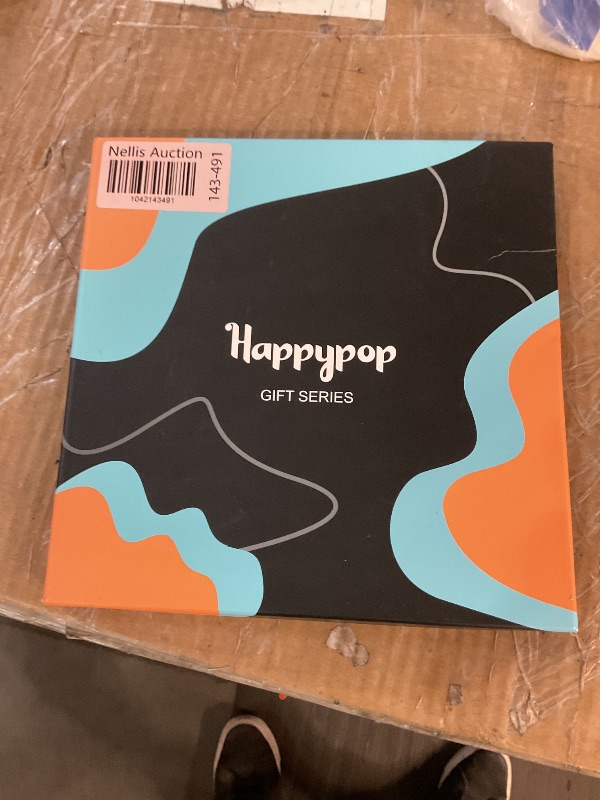 Nellis Auction
1042143491
143-491
Happypop
GIFT SERIES